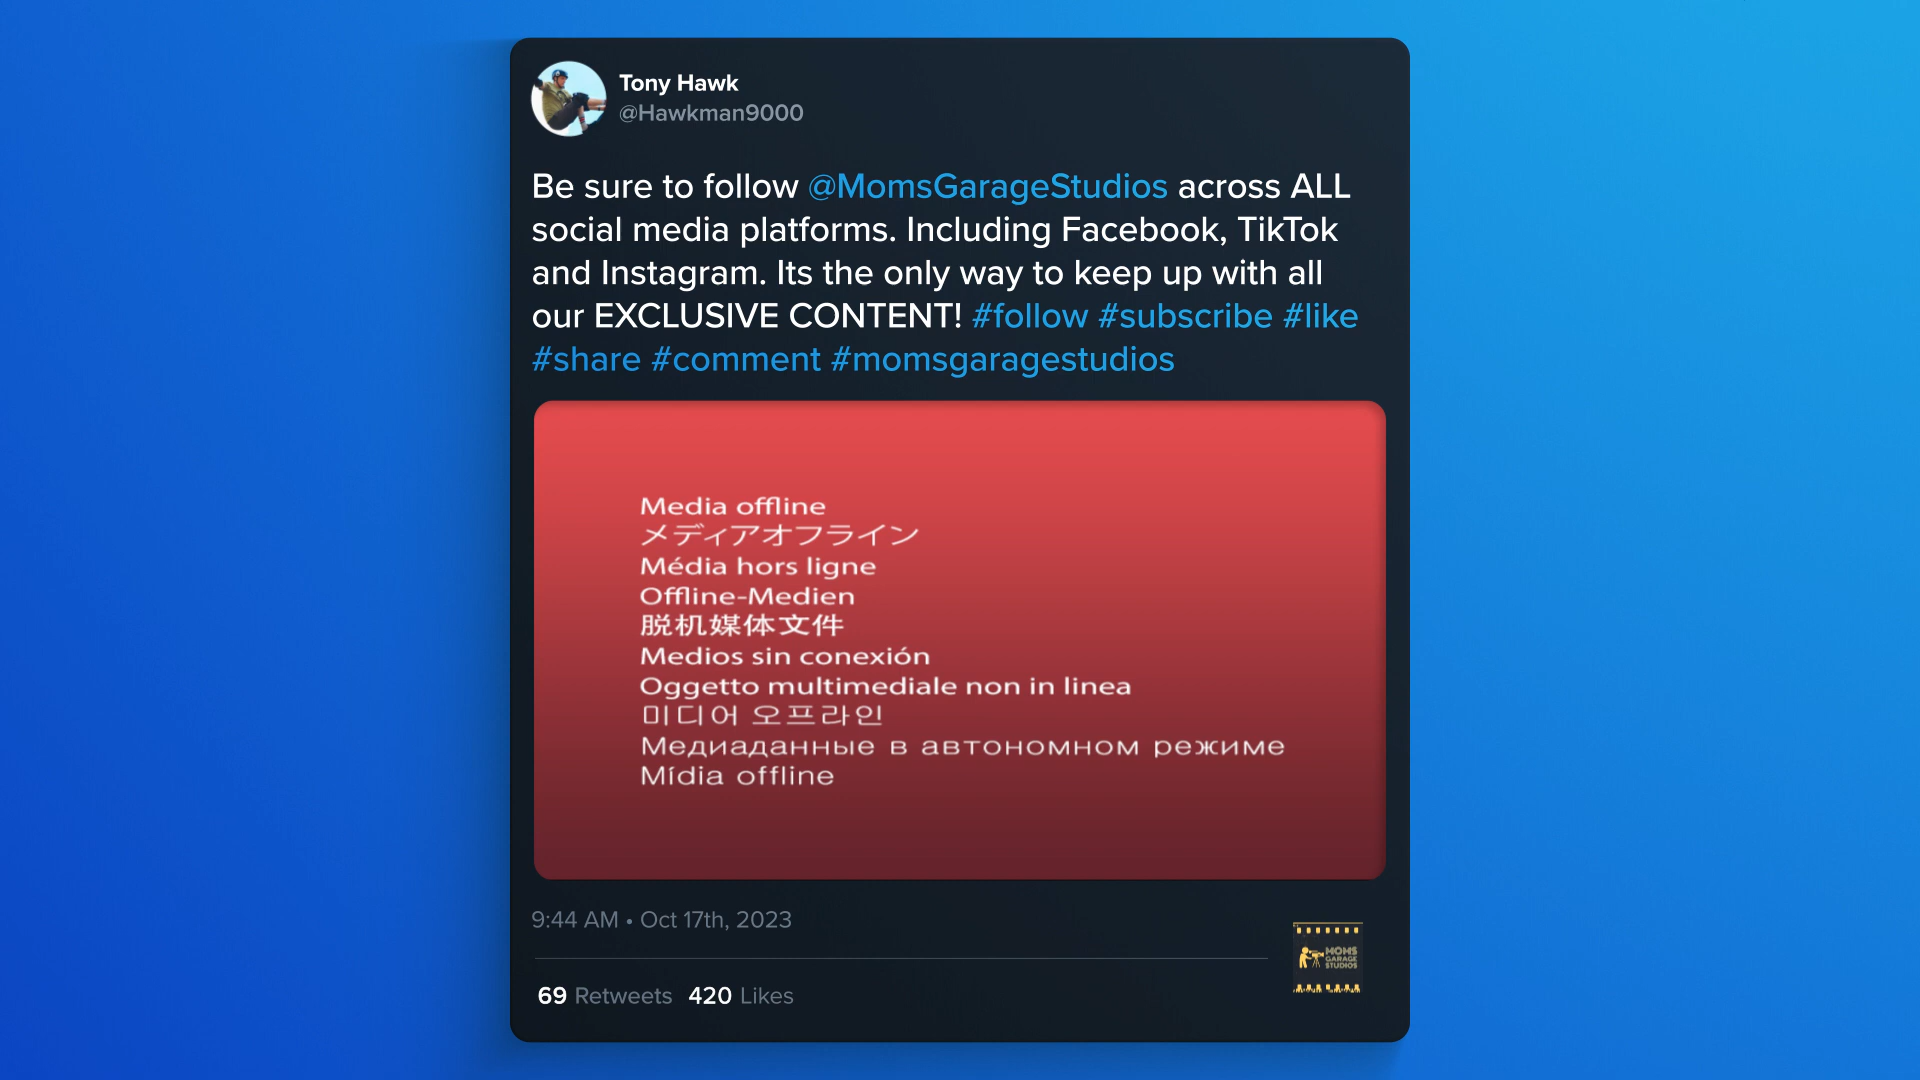 Tony Hawk
@Hawkman9000
Be sure to follow @MomsGarageStudios across ALL
social media platforms. Including Facebook, TikTok
and Instagram. Its the only way to keep up with all
our EXCLUSIVE CONTENT! #follow #subscribe #like
#share #comment #momsgaragestudios
Media offline
メディアオフライン
Média hors ligne
Offline-Medien
脱机媒体文件
Medios sin conexión
Oggetto multimediale non in linea
미디어 오프라인
Медиаданные в автономном режиме
Mídia offline
9:44 AM • Oct 17th, 2023
MOMS
GARAGE
STUDIOS
69 Retweets 420 Likes